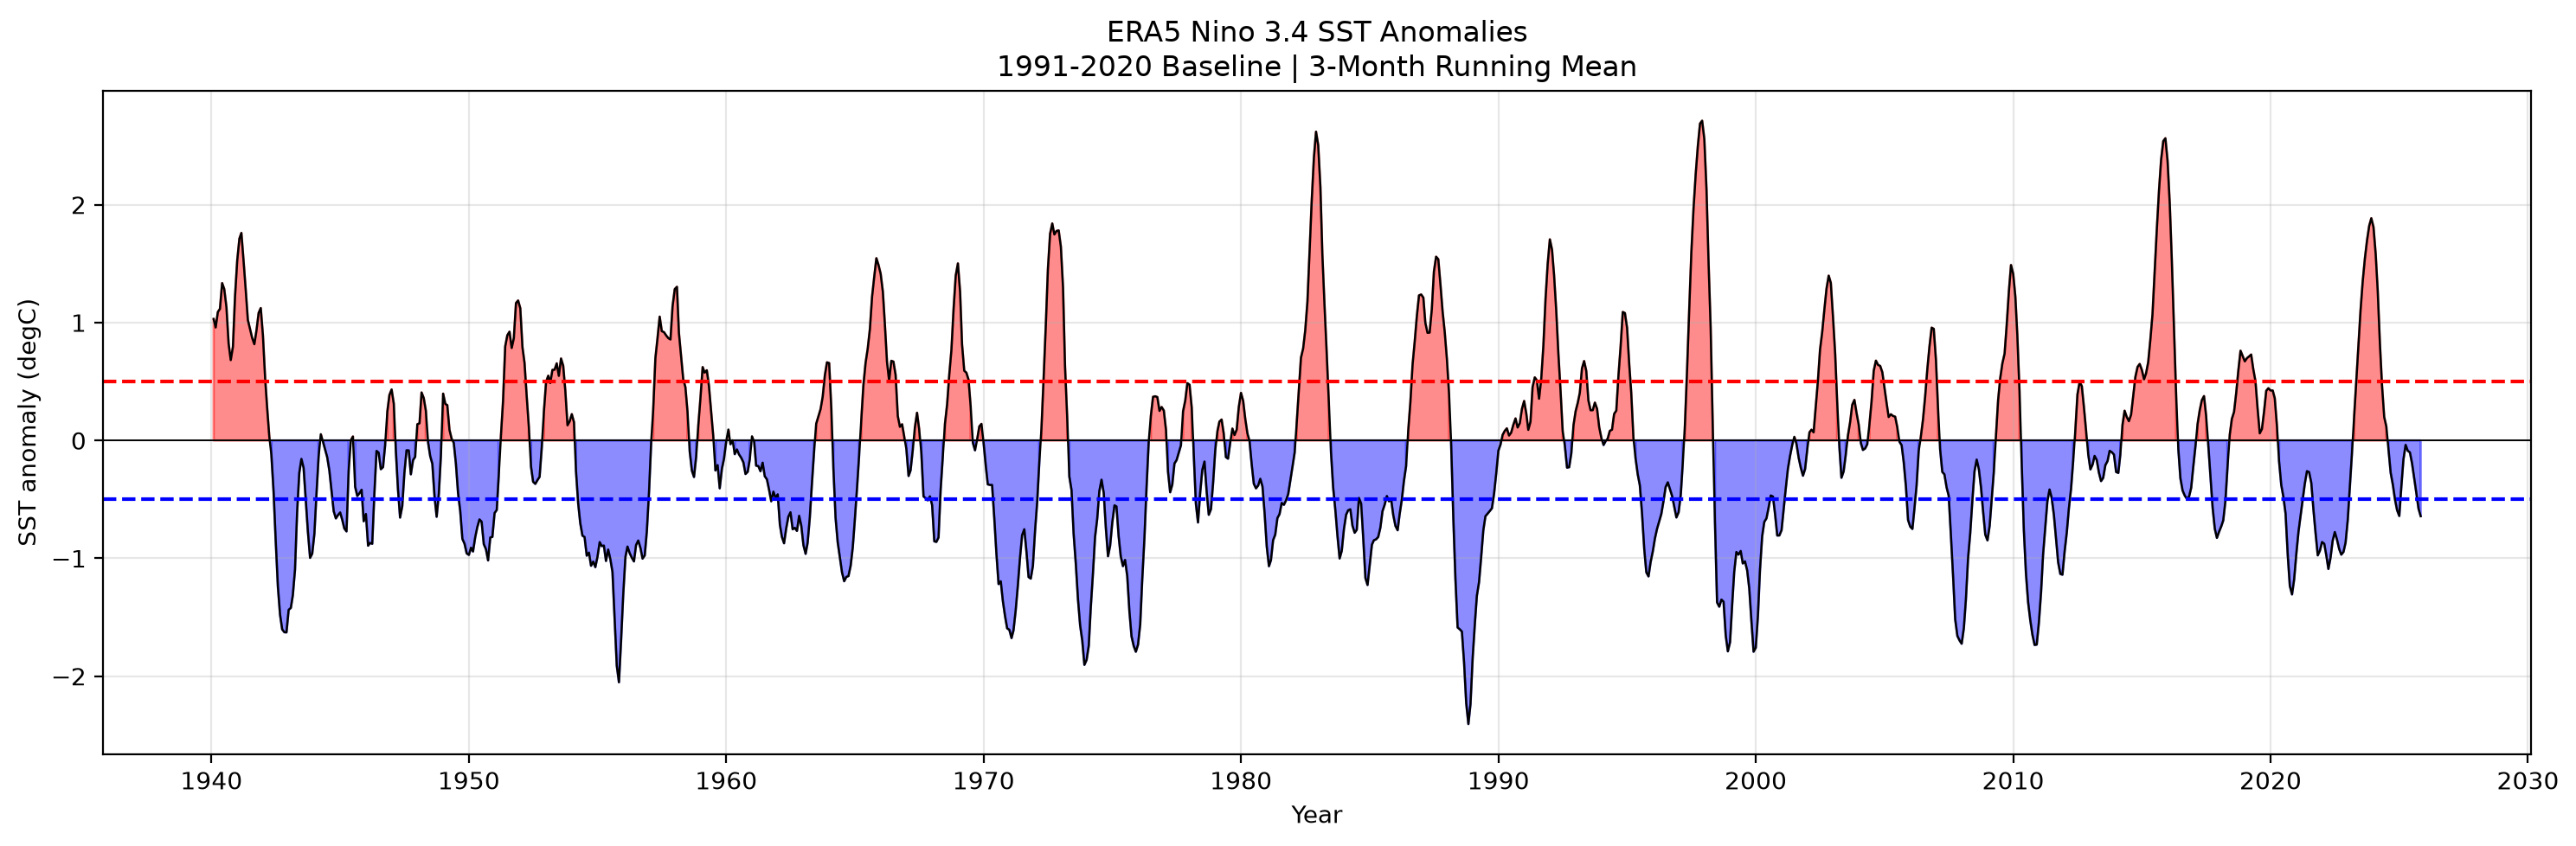 ERA5 Nino 3.4 SST Anomalies
1991-2020 Baseline | 3-Month Running Mean
SST anomaly (degC)
2
1
0
−1
−2
1940 1950 1960 1970 1980 1990 2000 2010 2020 2030
Year